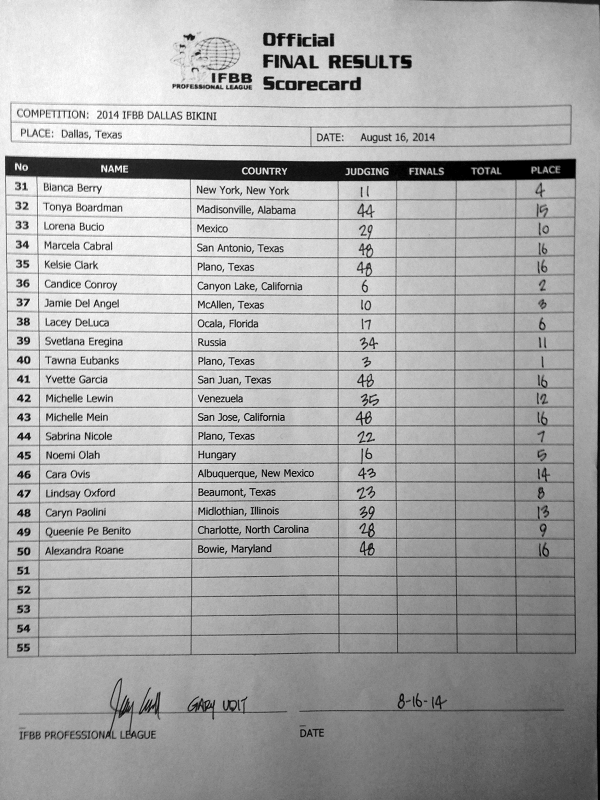 Official
FINAL RESULTS
Scorecard
IFBB
PROFESSIONAL LEAGUE
COMPETITION: 2014 IFBB DALLAS BIKINI
PLACE: Dallas, Texas DATE: August 16, 2014
No NAME COUNTRY JUDGING FINALS TOTAL PLACE
31 Bianca Berry New York, New York 11 4
32 Tonya Boardman Madisonville, Alabama 44 15
33 Lorena Bucio Mexico 29 10
34 Marcela Cabral San Antonio, Texas 48 16
35 Kelsie Clark Plano, Texas 48 16
36 Candice Conroy Canyon Lake, California 6 2
37 Jamie Del Angel McAllen, Texas 10 3
38 Lacey DeLuca Ocala, Florida 17 6
39 Svetlana Eregina Russia 34 11
40 Tawna Eubanks Plano, Texas 3 1
41 Yvette Garcia San Juan, Texas 48 16
42 Michelle Lewin Venezuela 35 12
43 Michelle Mein San Jose, California 48 16
44 Sabrina Nicole Plano, Texas 22 7
45 Noemi Olah Hungary 16 5
46 Cara Ovis Albuquerque, New Mexico 43 14
47 Lindsay Oxford Beaumont, Texas 23 8
48 Caryn Paolini Midlothian, Illinois 39 13
49 Queenie Pe Benito Charlotte, North Carolina 28 9
50 Alexandra Roane Bowie, Maryland 48 16
51
52
53
54
55
GARY UDIT 8-16-14
IFBB PROFESSIONAL LEAGUE DATE